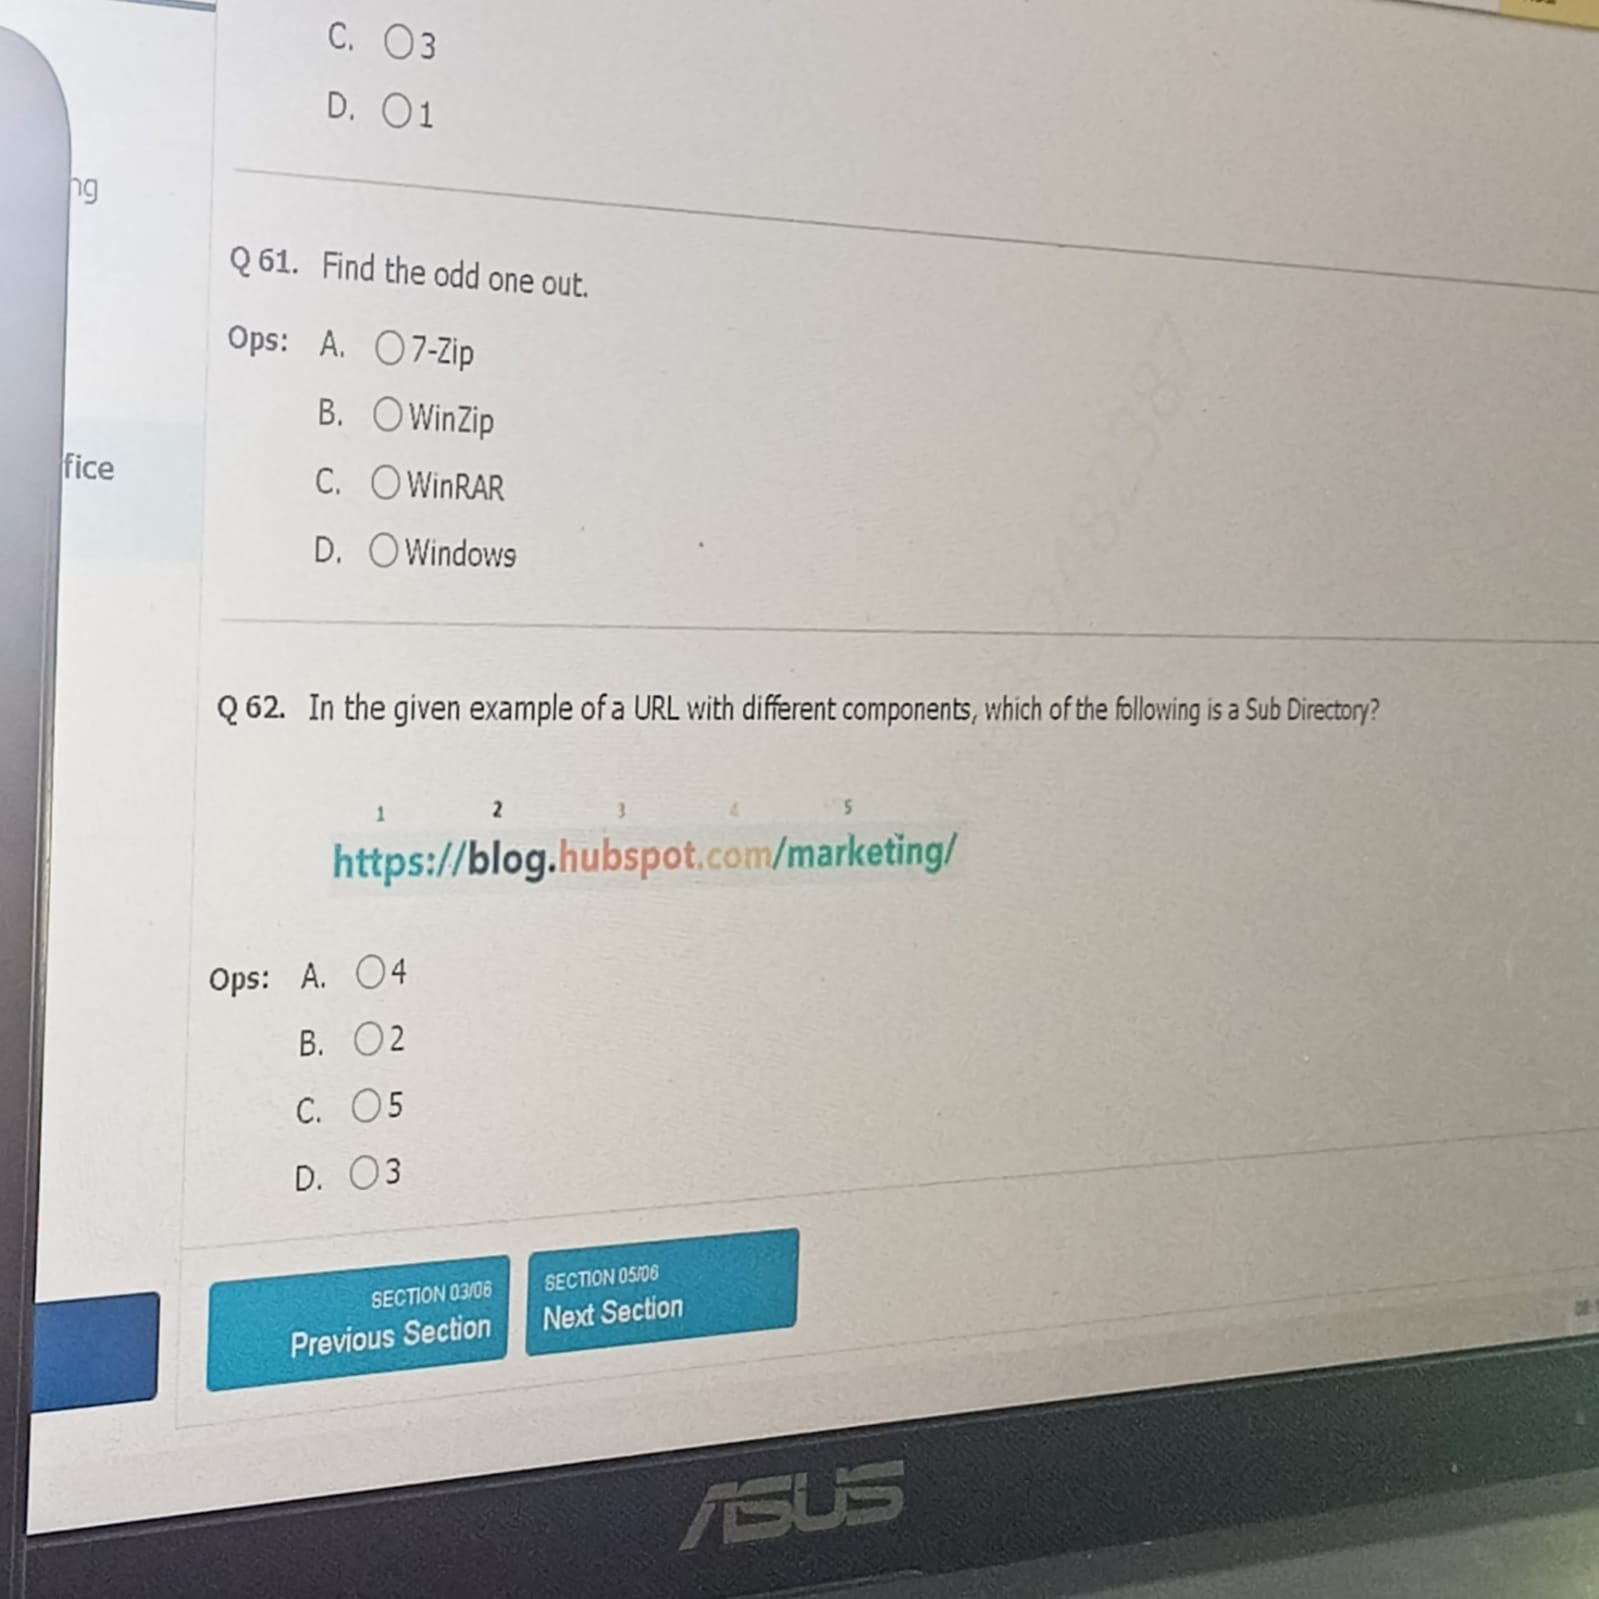 C. 3
D. 1
ng
Q 61. Find the odd one out.
Ops: A. 7-Zip
B. WinZip
C. WinRAR
D. Windows
fice
Q 62. In the given example of a URL with different components, which of the following is a Sub Directory?
1 2 3 4 5
https://blog.hubspot.com/marketing/
Ops: A. 4
B. 2
C. 5
D. 3
SECTION 03/06
Previous Section
SECTION 05/06
Next Section
ASUS